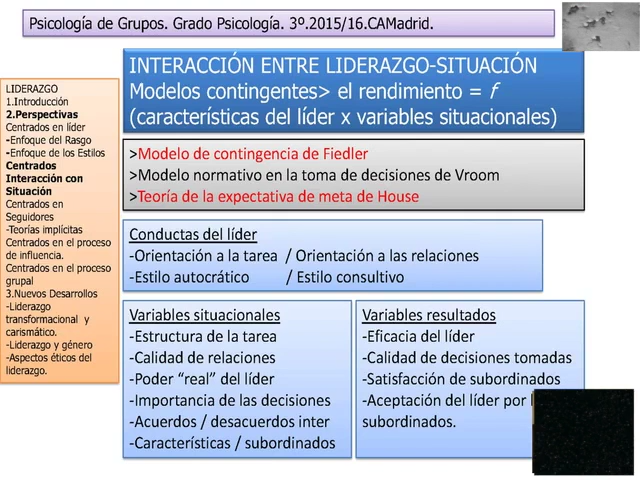 Psicología de Grupos. Grado Psicología. 3º.2015/16.CAMadrid.
INTERACCIÓN ENTRE LIDERAZGO-SITUACIÓN
Modelos contingentes> el rendimiento = f
(características del líder x variables situacionales)
LIDERAZGO
1.Introducción
2.Perspectivas
Centrados en líder
-Enfoque del Rasgo
-Enfoque de los Estilos
Centrados
Interacción con
Situación
Centrados en
Seguidores
-Teorías implícitas
Centrados en el proceso
de influencia.
Centrados en el proceso
grupal
3.Nuevos Desarrollos
-Liderazgo
transformacional y
carismático.
-Liderazgo y género
-Aspectos éticos del
liderazgo.
>Modelo de contingencia de Fiedler
>Modelo normativo en la toma de decisiones de Vroom
>Teoría de la expectativa de meta de House
Conductas del líder
-Orientación a la tarea / Orientación a las relaciones
-Estilo autocrático / Estilo consultivo
Variables situacionales
-Estructura de la tarea
-Calidad de relaciones
-Poder “real” del líder
-Importancia de las decisiones
-Acuerdos / desacuerdos inter
-Características / subordinados
Variables resultados
-Eficacia del líder
-Calidad de decisiones tomadas
-Satisfacción de subordinados
-Aceptación del líder por
subordinados.